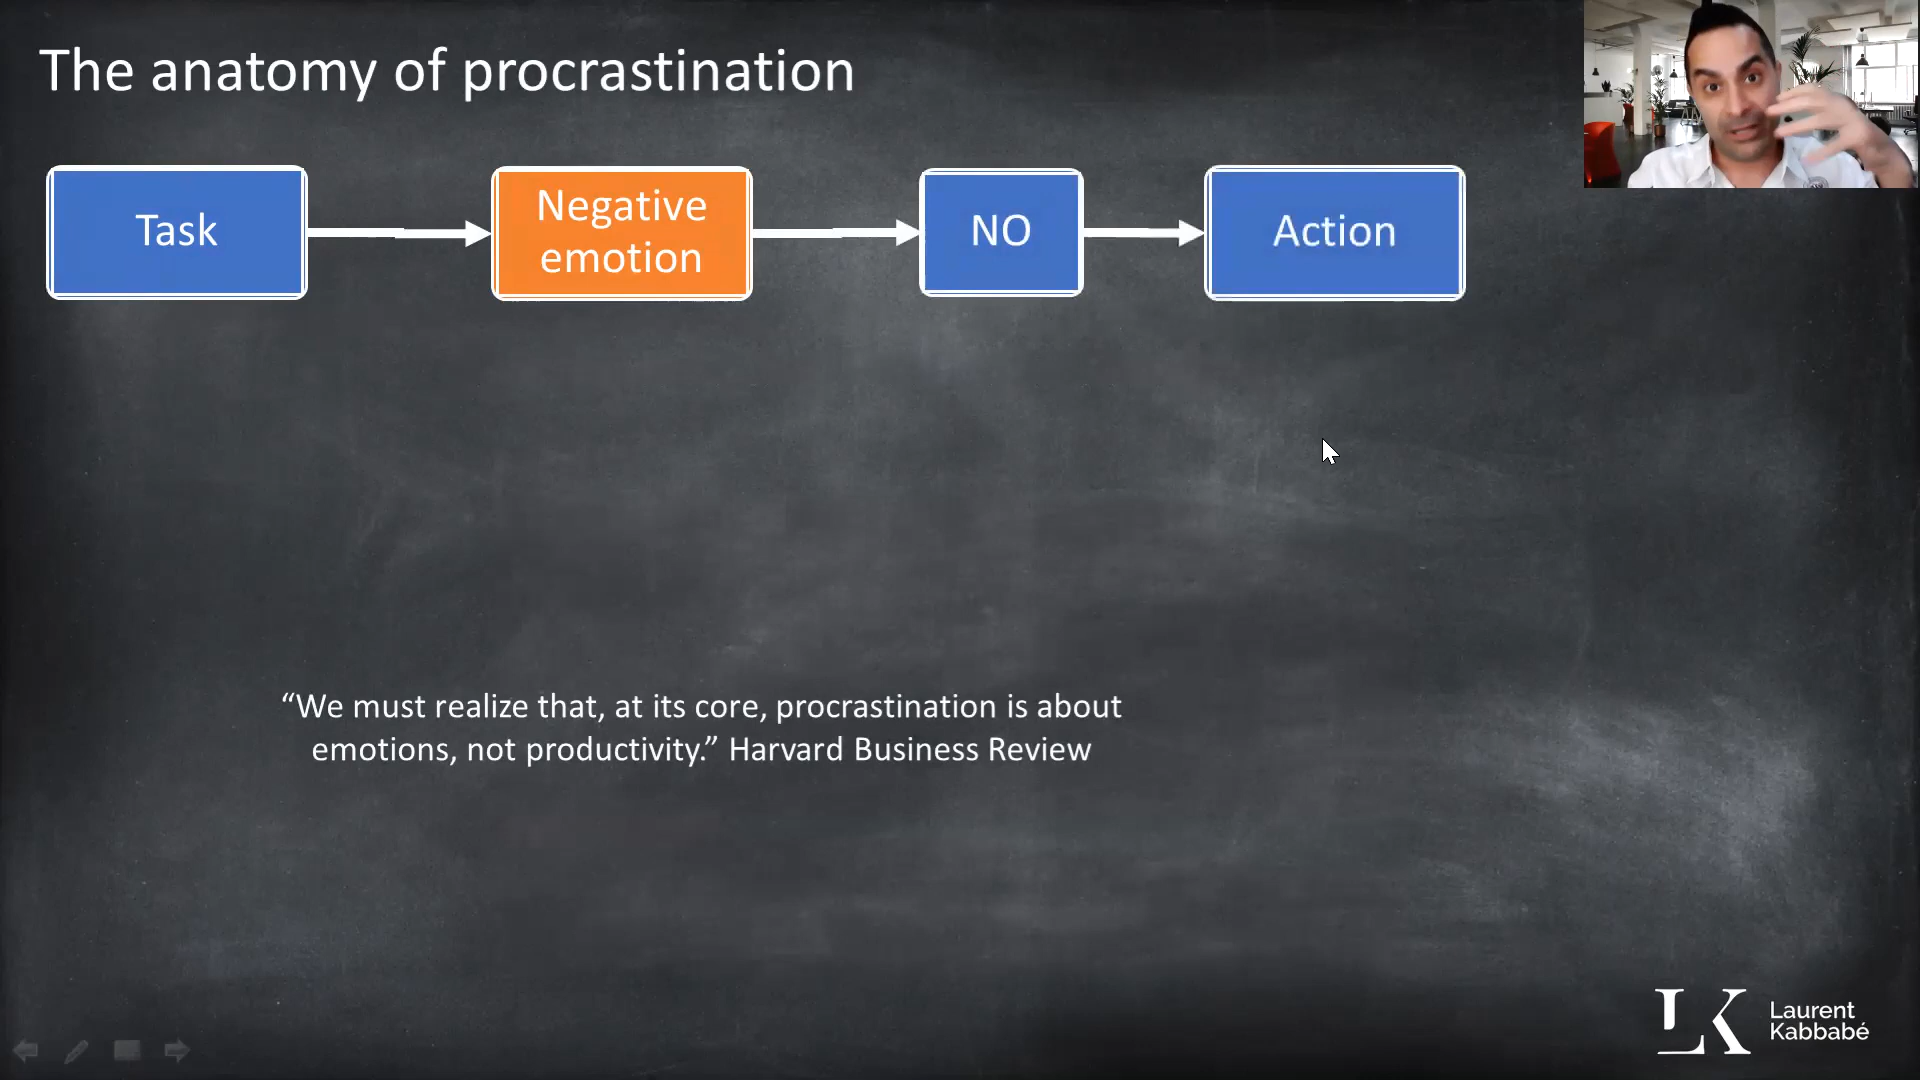 The anatomy of procrastination
Task
Negative
emotion
NO
Action
“We must realize that, at its core, procrastination is about
emotions, not productivity.” Harvard Business Review
LK
Laurent
Kabbabé